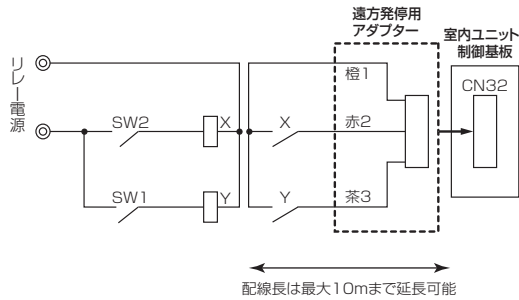 遠方発停用
アダプター
室内ユニット
制御基板
リレー電源
橙1
CN32
SW2
X
X
赤2
SW1
Y
Y
茶3
配線長は最大10mまで延長可能